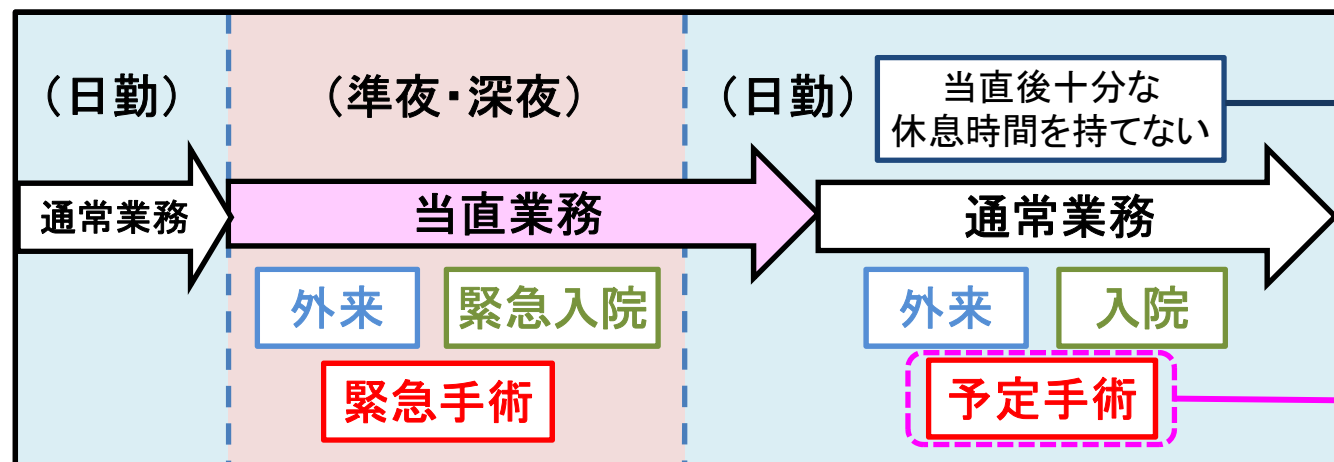 （日勤）
（準夜・深夜）
（日勤）
当直後十分な
休息時間を持てない
通常業務
当直業務
通常業務
外来
緊急入院
外来
入院
緊急手術
予定手術